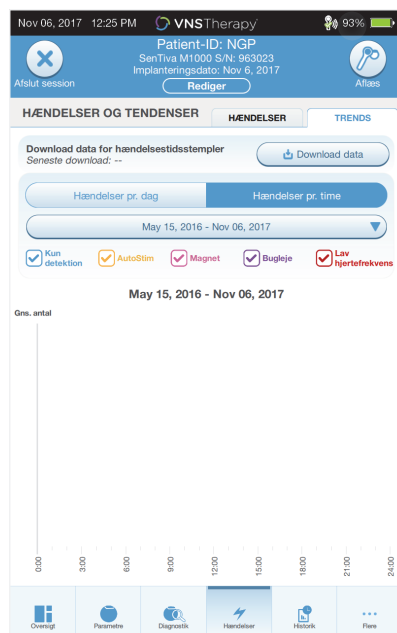 Nov 06, 2017 12:25 PM VNSTherapy 93%
Patient-ID: NGP
SenTiva M1000 S/N: 963023
Implanteringsdato: Nov 6, 2017
Afslut session Rediger Aflæs
HÆNDELSER OG TENDENSER HÆNDELSER TRENDS
Download data for hændelsestidsstempler
Seneste download: --
Download data
Hændelser pr. dag Hændelser pr. time
May 15, 2016 - Nov 06, 2017
Kun detektion AutoStim Magnet Bugleje Lav hjertefrekvens
May 15, 2016 - Nov 06, 2017
Gns. antal
0:00 3:00 6:00 9:00 12:00 15:00 18:00 21:00 24:00
Oversigt Parametre Diagnostik Hændelser Historik Flere